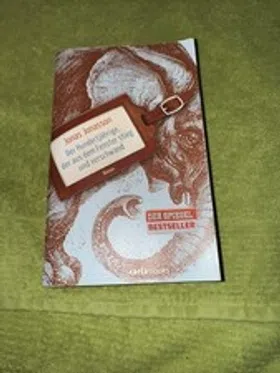 Jonas Jonasson
Der Hundertjährige,
der aus dem Fenster stieg
und verschwand
Roman
DER SPIEGEL
BESTSELLER
carl's books